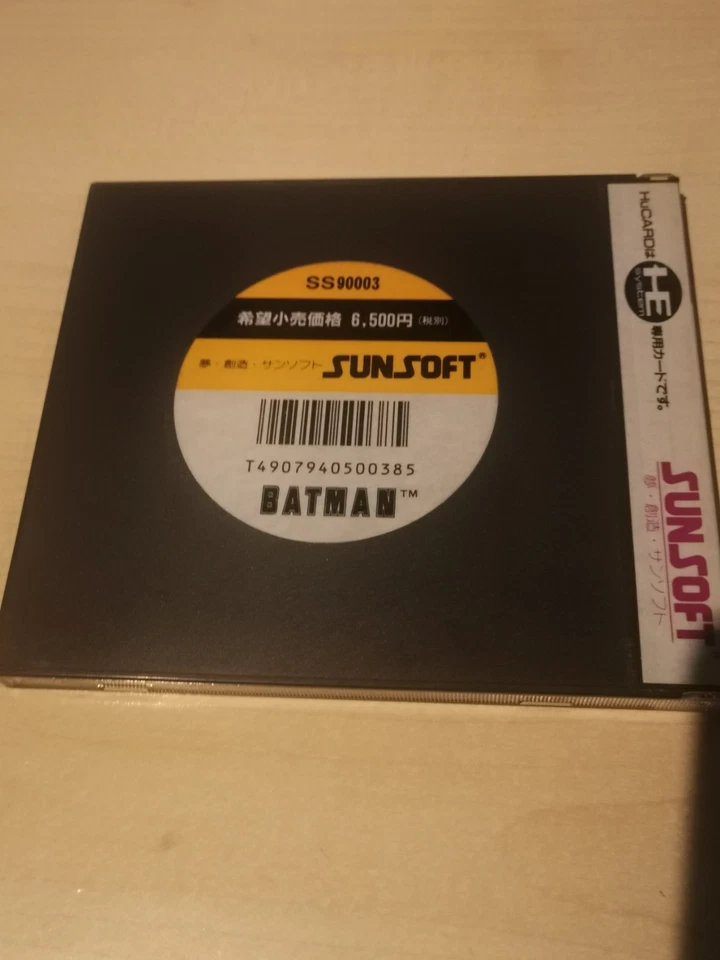 SS90003
希望小売価格 6,500円 (税別)
夢・創造・サンソフト SUNSOFT®
T4907940500385
BATMAN™
HuCARDは HE system 専用カードです。
SUNSOFT
夢・創造・サンソフト